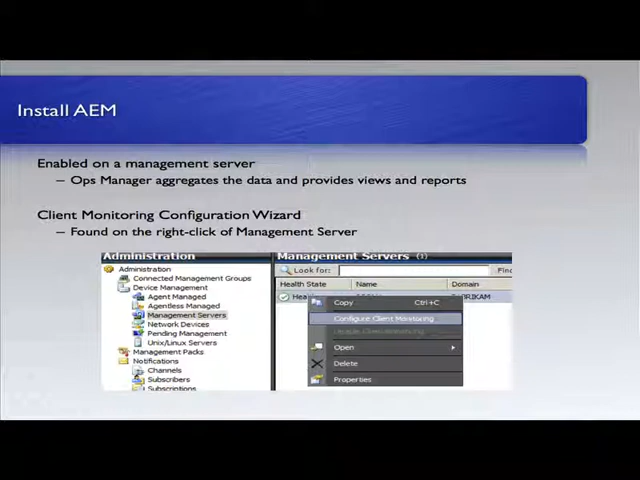 Install AEM
Enabled on a management server
– Ops Manager aggregates the data and provides views and reports
Client Monitoring Configuration Wizard
– Found on the right-click of Management Server
Administration
Administration
Connected Management Groups
Device Management
Agent Managed
Agentless Managed
Management Servers
Network Devices
Pending Management
Unix/Linux Servers
Management Packs
Notifications
Channels
Subscribers
Subscriptions
Management Servers (1)
Look for:
Health State Name Domain
Copy Ctrl+C
Configure Client Monitoring
Open
Delete
Properties